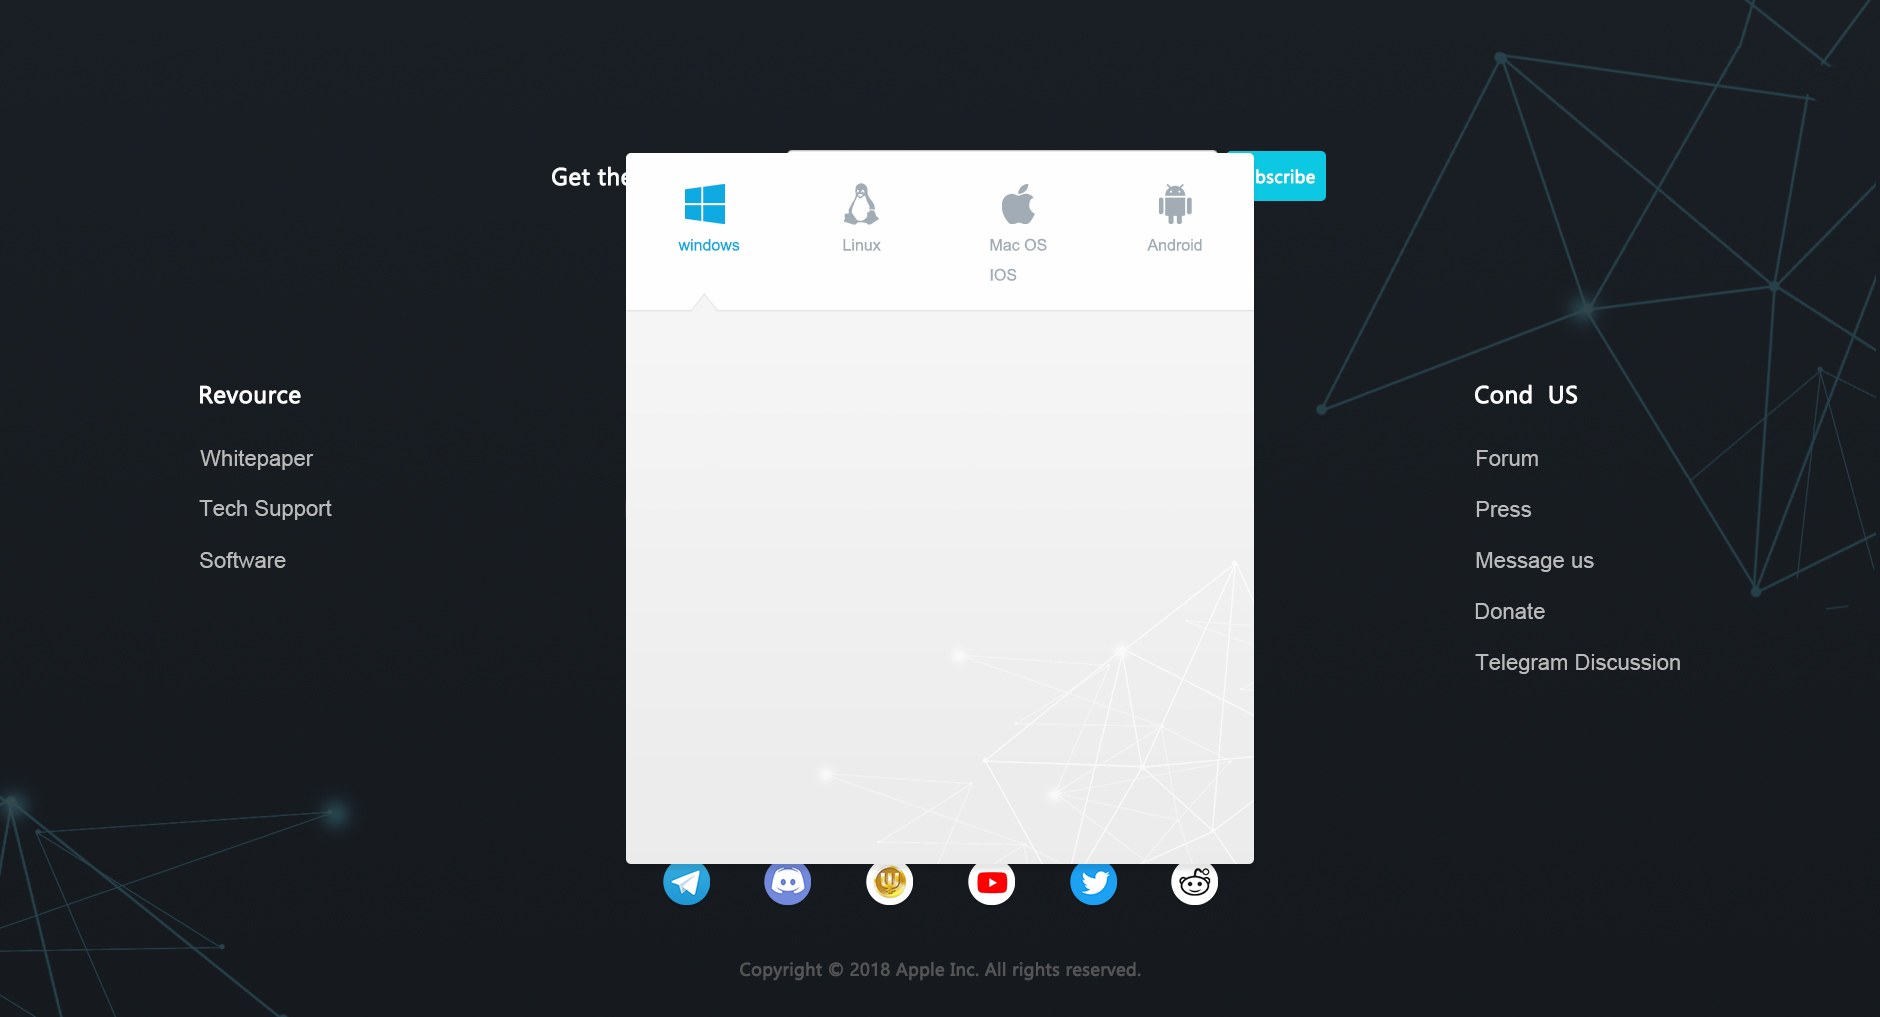 Get the
bscribe
windows
Linux
Mac OS
IOS
Android
Revource
Whitepaper
Tech Support
Software
Cond US
Forum
Press
Message us
Donate
Telegram Discussion
Copyright © 2018 Apple Inc. All rights reserved.